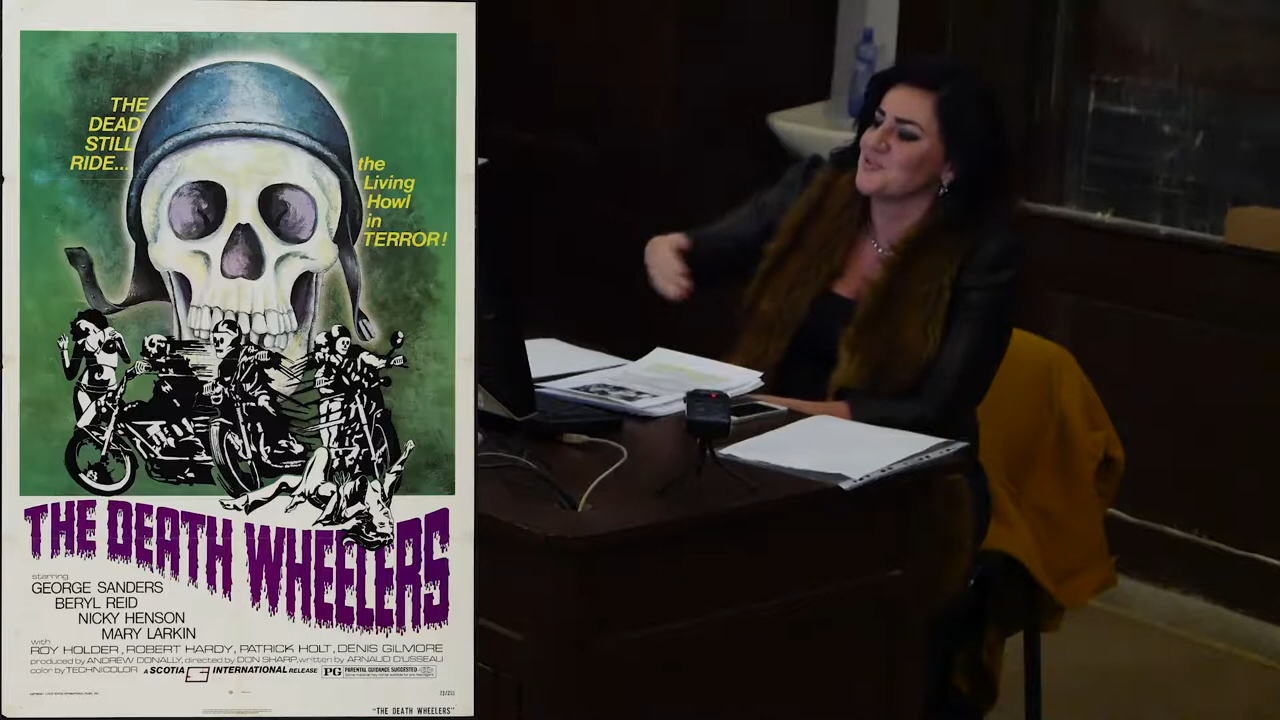 THE
DEAD
STILL
RIDE...
the
Living
Howl
in
TERROR!
THE DEATH WHEELERS
starring
GEORGE SANDERS
BERYL REID
NICKY HENSON
MARY LARKIN
with
ROY HOLDER, ROBERT HARDY, PATRICK HOLT, DENIS GILMORE
produced by ANDREW DONALLY, directed by DON SHARP, written by ARNAUD D'USSEAU
color by TECHNICOLOR A SCOTIA INTERNATIONAL RELEASE PG PARENTAL GUIDANCE SUGGESTED
"THE DEATH WHEELERS"